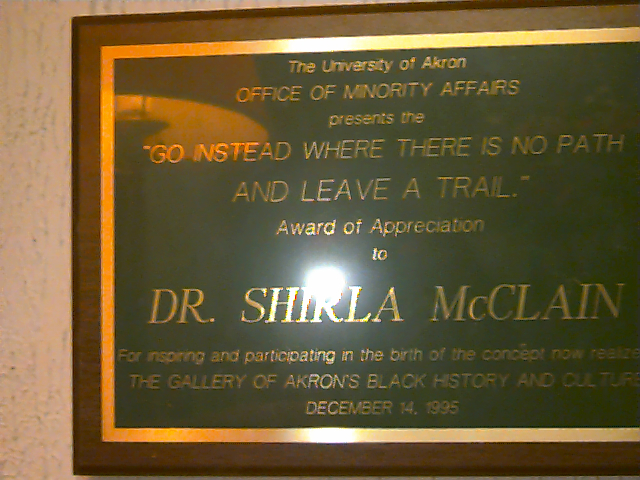 The University of Akron
OFFICE OF MINORITY AFFAIRS
presents the
"GO INSTEAD WHERE THERE IS NO PATH
AND LEAVE A TRAIL."
Award of Appreciation
to
DR. SHIRLA McCLAIN
For inspiring and participating in the birth of the concept now realize
THE GALLERY OF AKRON'S BLACK HISTORY AND CULTUR
DECEMBER 14, 1995